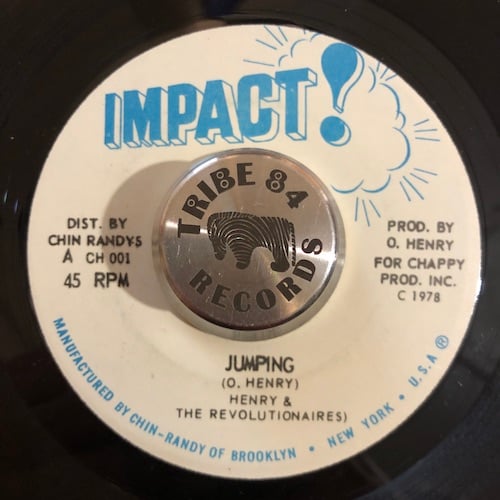 IMPACT!
TRIBE 84
RECORDS
DIST. BY
CHIN RANDY-S
A CH 001
45 RPM
PROD. BY
O. HENRY
FOR CHAPPY
PROD. INC.
C 1978
JUMPING
(O. HENRY)
HENRY &
THE REVOLUTIONAIRES)
MANUFACTURED BY CHIN-RANDY OF BROOKLYN • NEW YORK • U.S.A ®